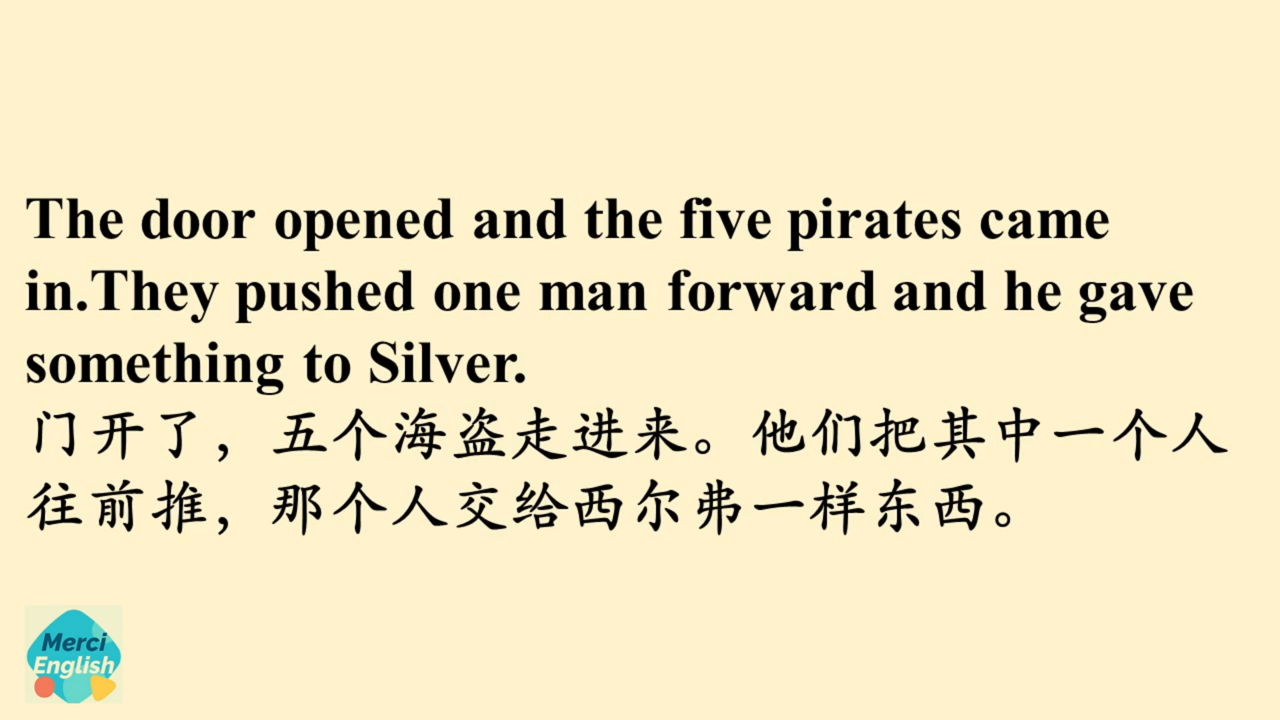 The door opened and the five pirates came
in.They pushed one man forward and he gave
something to Silver.
门开了，五个海盗走进来。他们把其中一个人
往前推，那个人交给西尔弗一样东西。
Merci
English